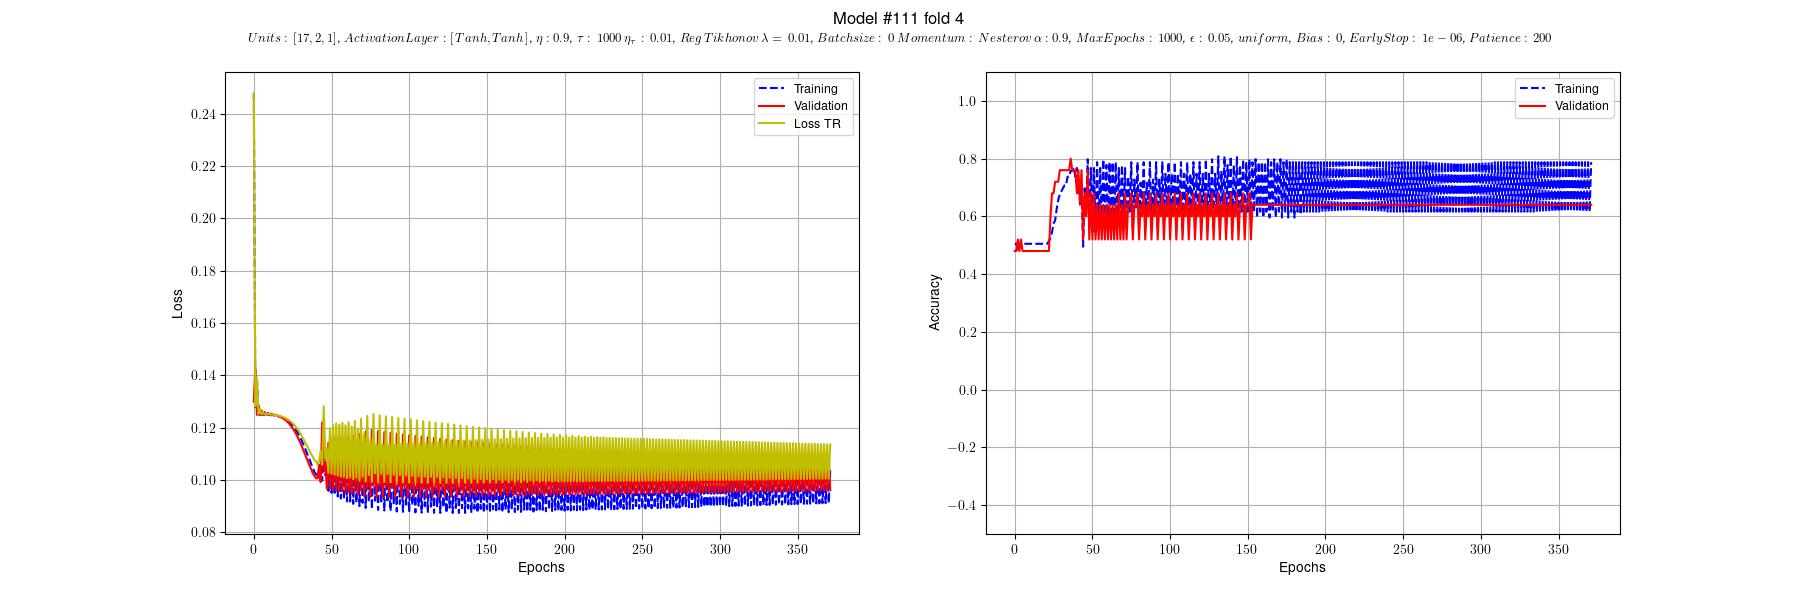 Model #111 fold 4
Units : [17, 2, 1], ActivationLayer : [Tanh, Tanh], η : 0.9, τ : 1000 η_τ : 0.01, Reg Tikhonov λ = 0.01, Batchsize : 0 Momentum : Nesterov α : 0.9, MaxEpochs : 1000, ϵ : 0.05, uniform, Bias : 0, EarlyStop : 1e − 06, Patience : 200
Training
Validation
Loss TR
0.24
0.22
0.20
0.18
0.16
0.14
0.12
0.10
0.08
Loss
0 50 100 150 200 250 300 350
Epochs
Training
Validation
1.0
0.8
0.6
0.4
0.2
0.0
−0.2
−0.4
Accuracy
0 50 100 150 200 250 300 350
Epochs